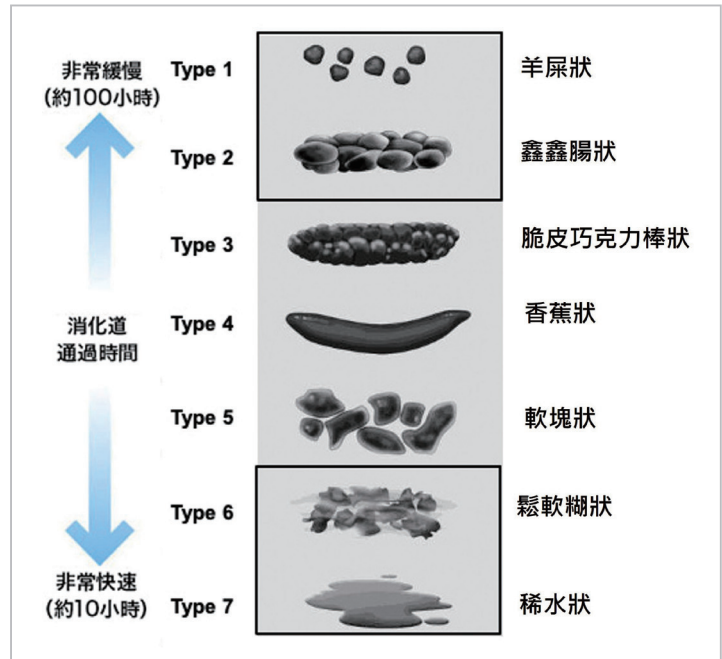 非常緩慢
(約100小時)
Type 1
羊屎狀
Type 2
鑫鑫腸狀
Type 3
脆皮巧克力棒狀
消化道
通過時間
Type 4
香蕉狀
Type 5
軟塊狀
Type 6
鬆軟糊狀
非常快速
(約10小時)
Type 7
稀水狀